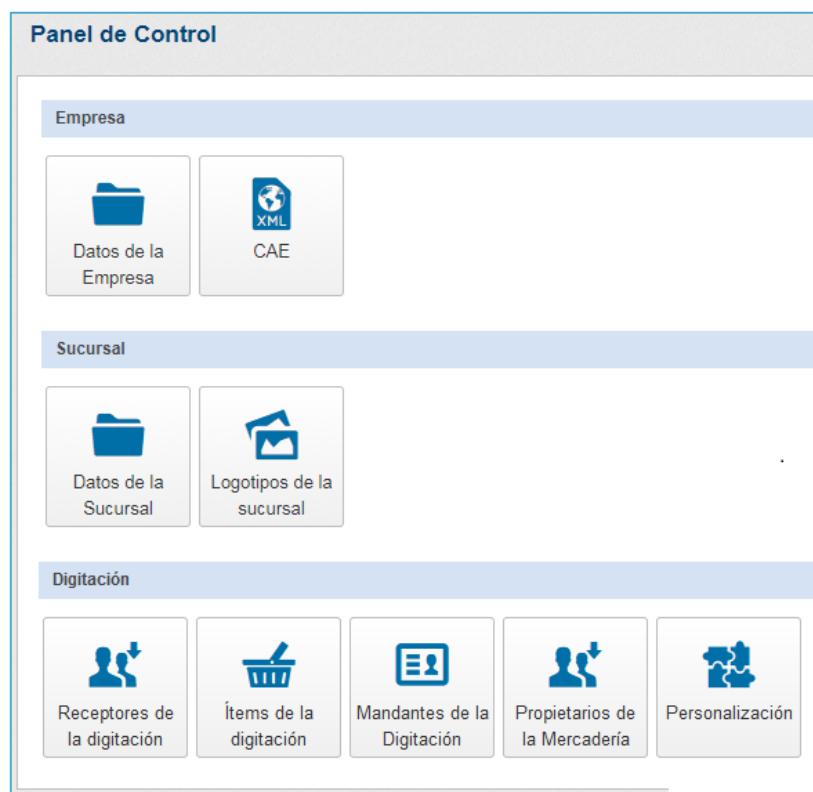 Panel de Control
Empresa
Datos de la
Empresa
XML
CAE
Sucursal
Datos de la
Sucursal
Logotipos de la
sucursal
.
Digitación
Receptores de
la digitación
Ítems de la
digitación
Mandantes de la
Digitación
Propietarios de
la Mercadería
Personalización